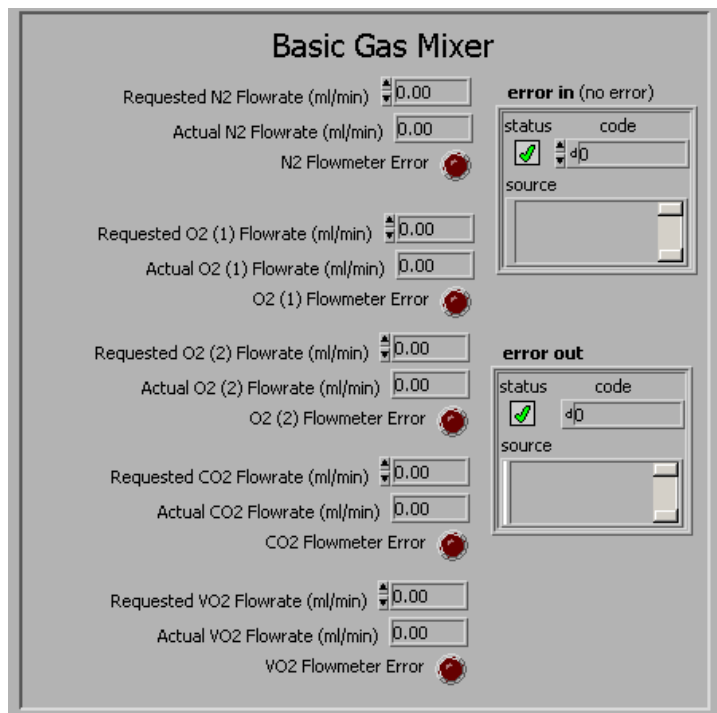 Basic Gas Mixer
Requested N2 Flowrate (ml/min) 0.00
Actual N2 Flowrate (ml/min) 0.00
N2 Flowmeter Error
Requested O2 (1) Flowrate (ml/min) 0.00
Actual O2 (1) Flowrate (ml/min) 0.00
O2 (1) Flowmeter Error
Requested O2 (2) Flowrate (ml/min) 0.00
Actual O2 (2) Flowrate (ml/min) 0.00
O2 (2) Flowmeter Error
Requested CO2 Flowrate (ml/min) 0.00
Actual CO2 Flowrate (ml/min) 0.00
CO2 Flowmeter Error
Requested VO2 Flowrate (ml/min) 0.00
Actual VO2 Flowrate (ml/min) 0.00
VO2 Flowmeter Error
error in (no error)
status code
d0
source
error out
status code
d0
source